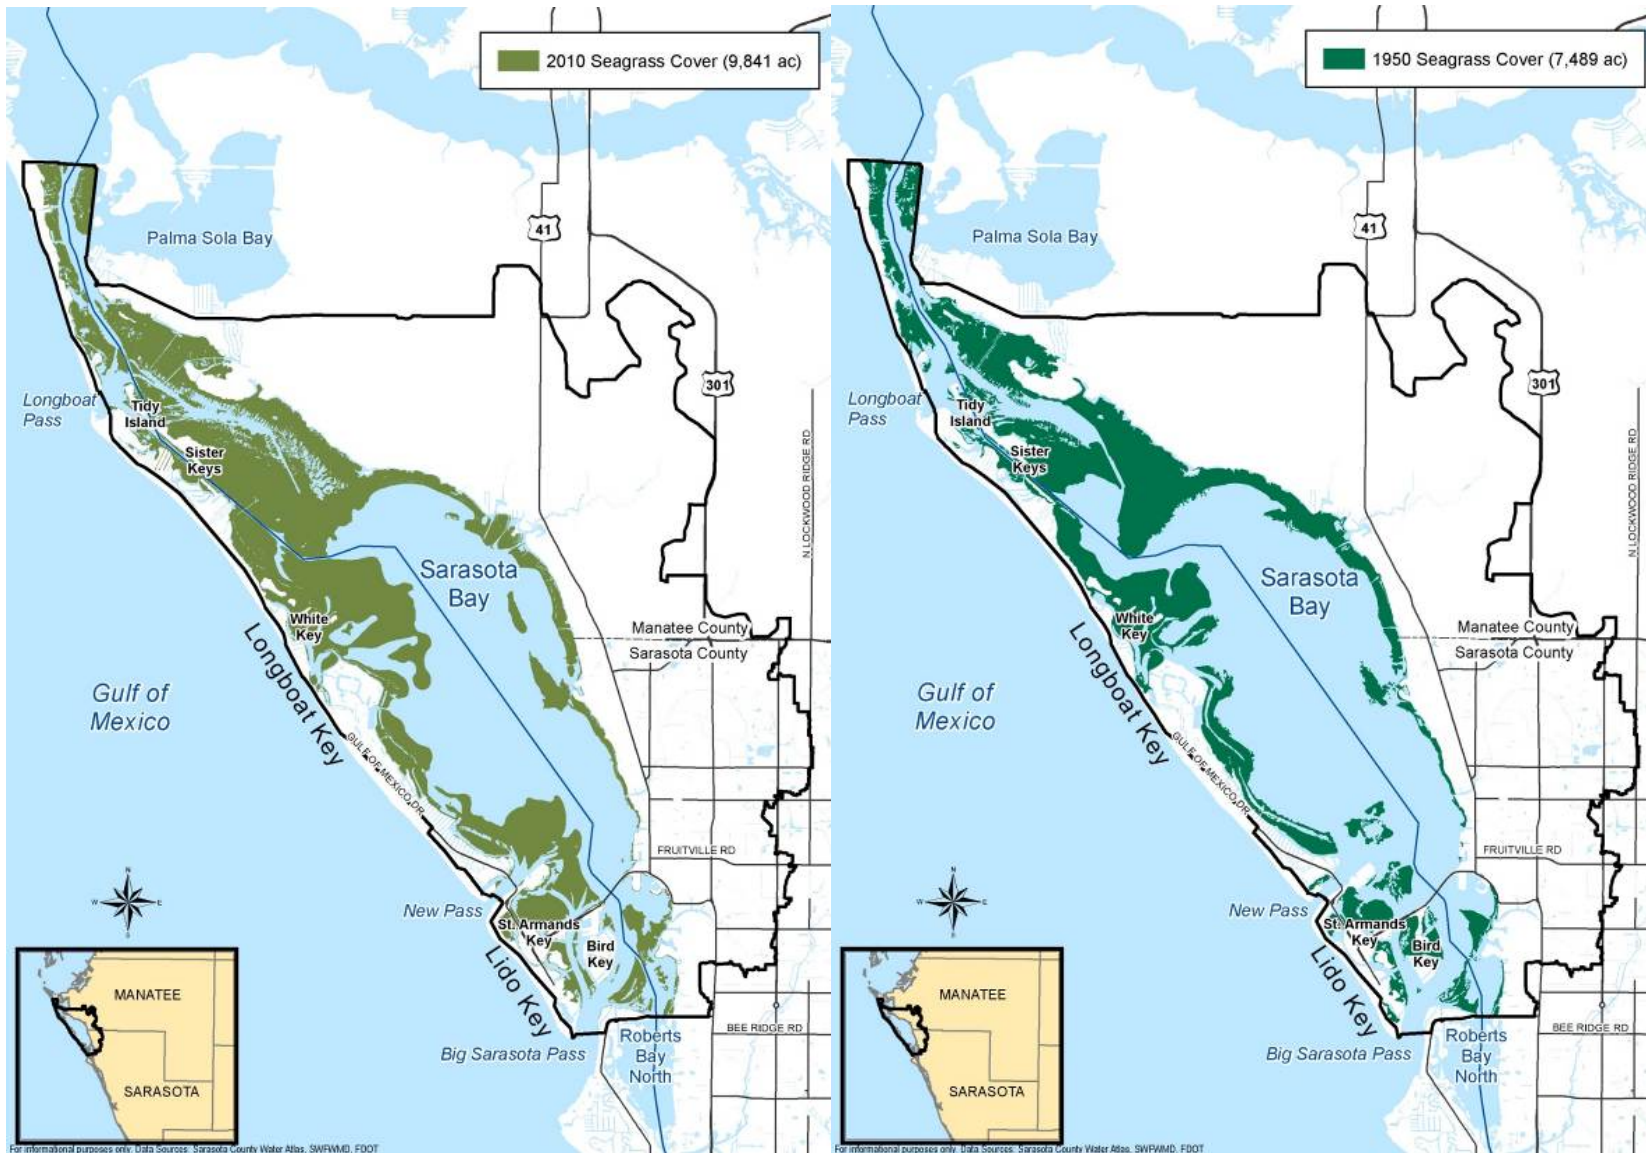 2010 Seagrass Cover (9,841 ac)
41
Palma Sola Bay
301
Longboat
Pass
Tidy
Island
Sister
Keys
N LOCKWOOD RIDGE RD
Sarasota
Bay
White
Key
Manatee County
Sarasota County
Longboat Key
Gulf of
Mexico
GULF OF MEXICO DR
FRUITVILLE RD
N
W
E
S
New Pass
St. Armands
Key
Bird
Key
Lido Key
MANATEE
SARASOTA
Big Sarasota Pass
Roberts
Bay
North
BEE RIDGE RD
For informational purposes only. Data Sources: Sarasota County Water Atlas, SWFWMD, FDOT
1950 Seagrass Cover (7,489 ac)
41
Palma Sola Bay
301
Longboat
Pass
Tidy
Island
Sister
Keys
N LOCKWOOD RIDGE RD
Sarasota
Bay
White
Key
Manatee County
Sarasota County
Longboat Key
Gulf of
Mexico
GULF OF MEXICO DR
FRUITVILLE RD
N
W
E
S
New Pass
St. Armands
Key
Bird
Key
Lido Key
MANATEE
SARASOTA
Big Sarasota Pass
Roberts
Bay
North
BEE RIDGE RD
For informational purposes only. Data Sources: Sarasota County Water Atlas, SWFWMD, FDOT